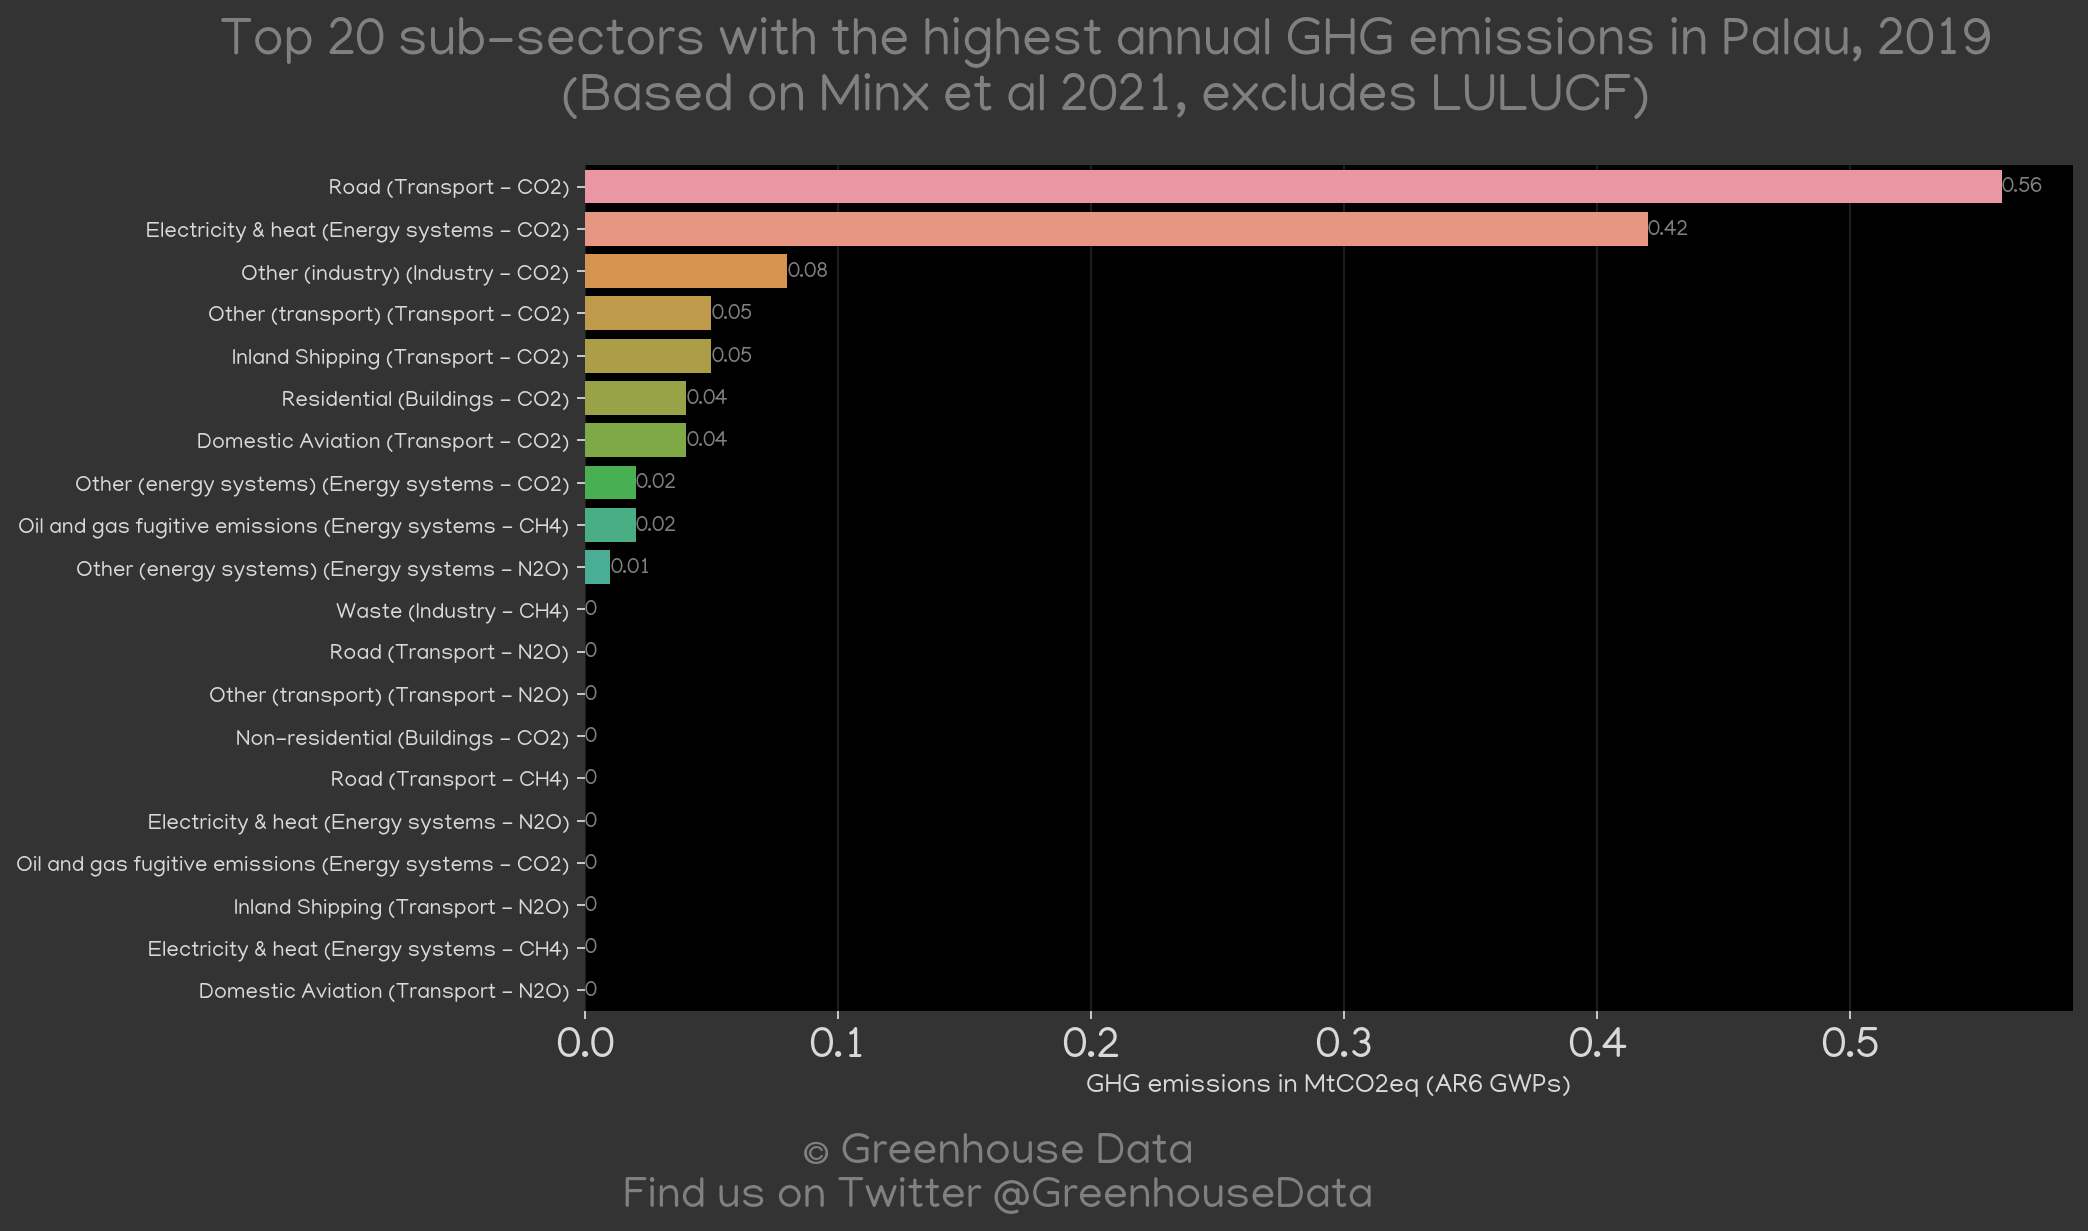 Top 20 sub-sectors with the highest annual GHG emissions in Palau, 2019
(Based on Minx et al 2021, excludes LULUCF)
Road (Transport - CO2) 0.56
Electricity & heat (Energy systems - CO2) 0.42
Other (industry) (Industry - CO2) 0.08
Other (transport) (Transport - CO2) 0.05
Inland Shipping (Transport - CO2) 0.05
Residential (Buildings - CO2) 0.04
Domestic Aviation (Transport - CO2) 0.04
Other (energy systems) (Energy systems - CO2) 0.02
Oil and gas fugitive emissions (Energy systems - CH4) 0.02
Other (energy systems) (Energy systems - N2O) 0.01
Waste (Industry - CH4) 0
Road (Transport - N2O) 0
Other (transport) (Transport - N2O) 0
Non-residential (Buildings - CO2) 0
Road (Transport - CH4) 0
Electricity & heat (Energy systems - N2O) 0
Oil and gas fugitive emissions (Energy systems - CO2) 0
Inland Shipping (Transport - N2O) 0
Electricity & heat (Energy systems - CH4) 0
Domestic Aviation (Transport - N2O) 0
0.0 0.1 0.2 0.3 0.4 0.5
GHG emissions in MtCO2eq (AR6 GWPs)
© Greenhouse Data
Find us on Twitter @GreenhouseData